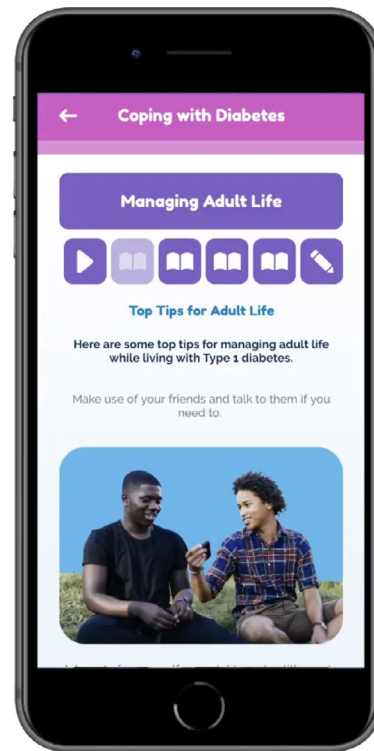 Coping with Diabetes
Managing Adult Life
Top Tips for Adult Life
Here are some top tips for managing adult life
while living with Type 1 diabetes.
Make use of your friends and talk to them if you
need to.